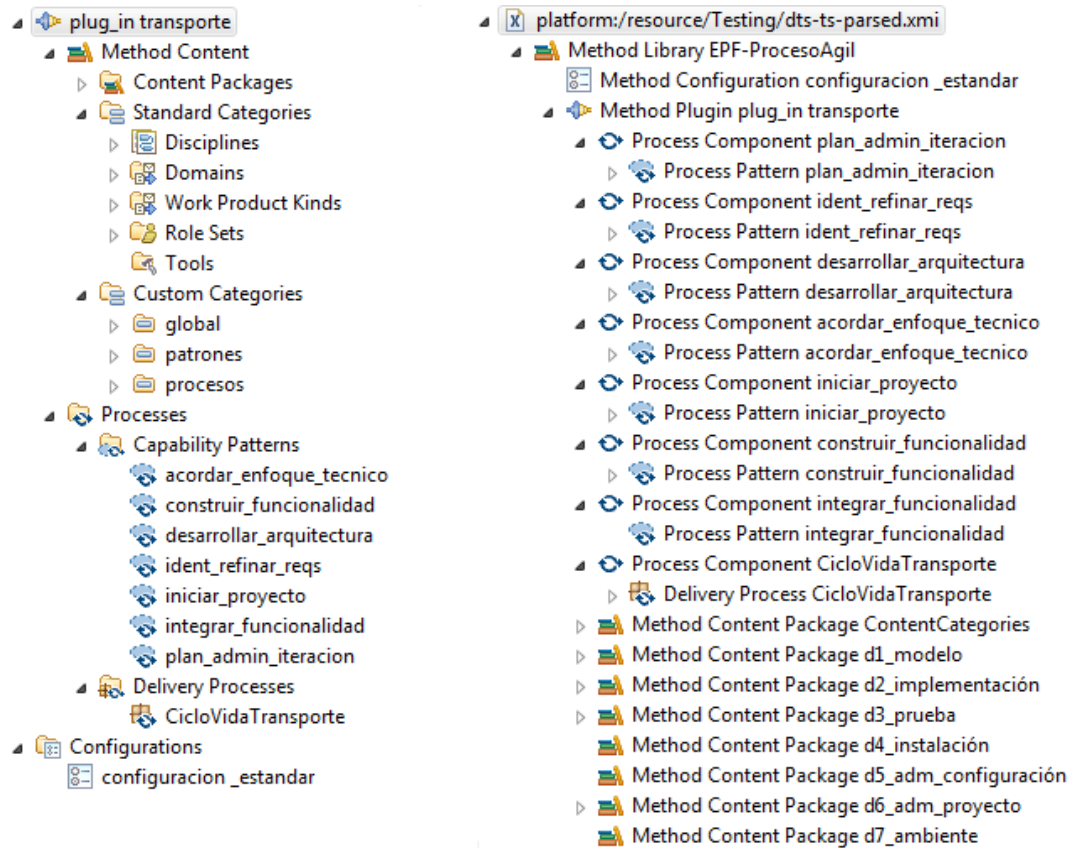 plug_in transporte
Method Content
Content Packages
Standard Categories
Disciplines
Domains
Work Product Kinds
Role Sets
Tools
Custom Categories
global
patrones
procesos
Processes
Capability Patterns
acordar_enfoque_tecnico
construir_funcionalidad
desarrollar_arquitectura
ident_refinar_reqs
iniciar_proyecto
integrar_funcionalidad
plan_admin_iteracion
Delivery Processes
CicloVidaTransporte
Configurations
configuracion _estandar
platform:/resource/Testing/dts-ts-parsed.xmi
Method Library EPF-ProcesoAgil
Method Configuration configuracion _estandar
Method Plugin plug_in transporte
Process Component plan_admin_iteracion
Process Pattern plan_admin_iteracion
Process Component ident_refinar_reqs
Process Pattern ident_refinar_reqs
Process Component desarrollar_arquitectura
Process Pattern desarrollar_arquitectura
Process Component acordar_enfoque_tecnico
Process Pattern acordar_enfoque_tecnico
Process Component iniciar_proyecto
Process Pattern iniciar_proyecto
Process Component construir_funcionalidad
Process Pattern construir_funcionalidad
Process Component integrar_funcionalidad
Process Pattern integrar_funcionalidad
Process Component CicloVidaTransporte
Delivery Process CicloVidaTransporte
Method Content Package ContentCategories
Method Content Package d1_modelo
Method Content Package d2_implementación
Method Content Package d3_prueba
Method Content Package d4_instalación
Method Content Package d5_adm_configuración
Method Content Package d6_adm_proyecto
Method Content Package d7_ambiente